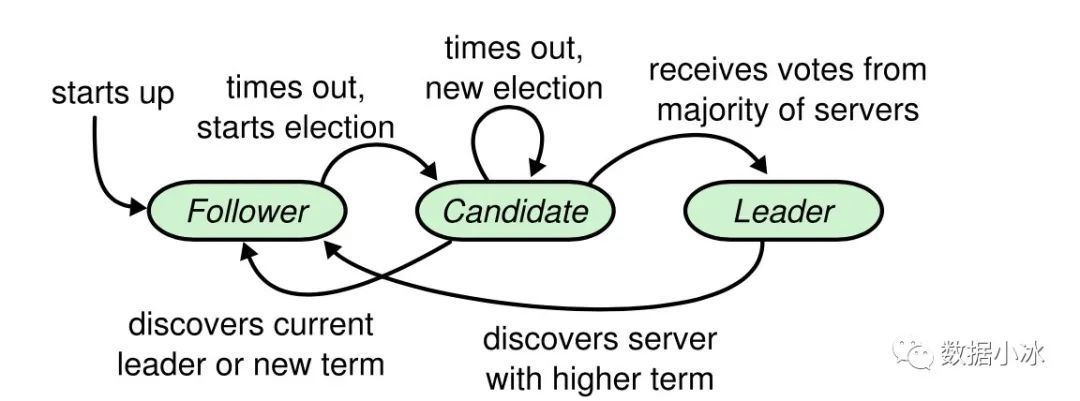 starts up
times out,
starts election
times out,
new election
receives votes from
majority of servers
Follower
Candidate
Leader
discovers current
leader or new term
discovers server
with higher term
数据小冰